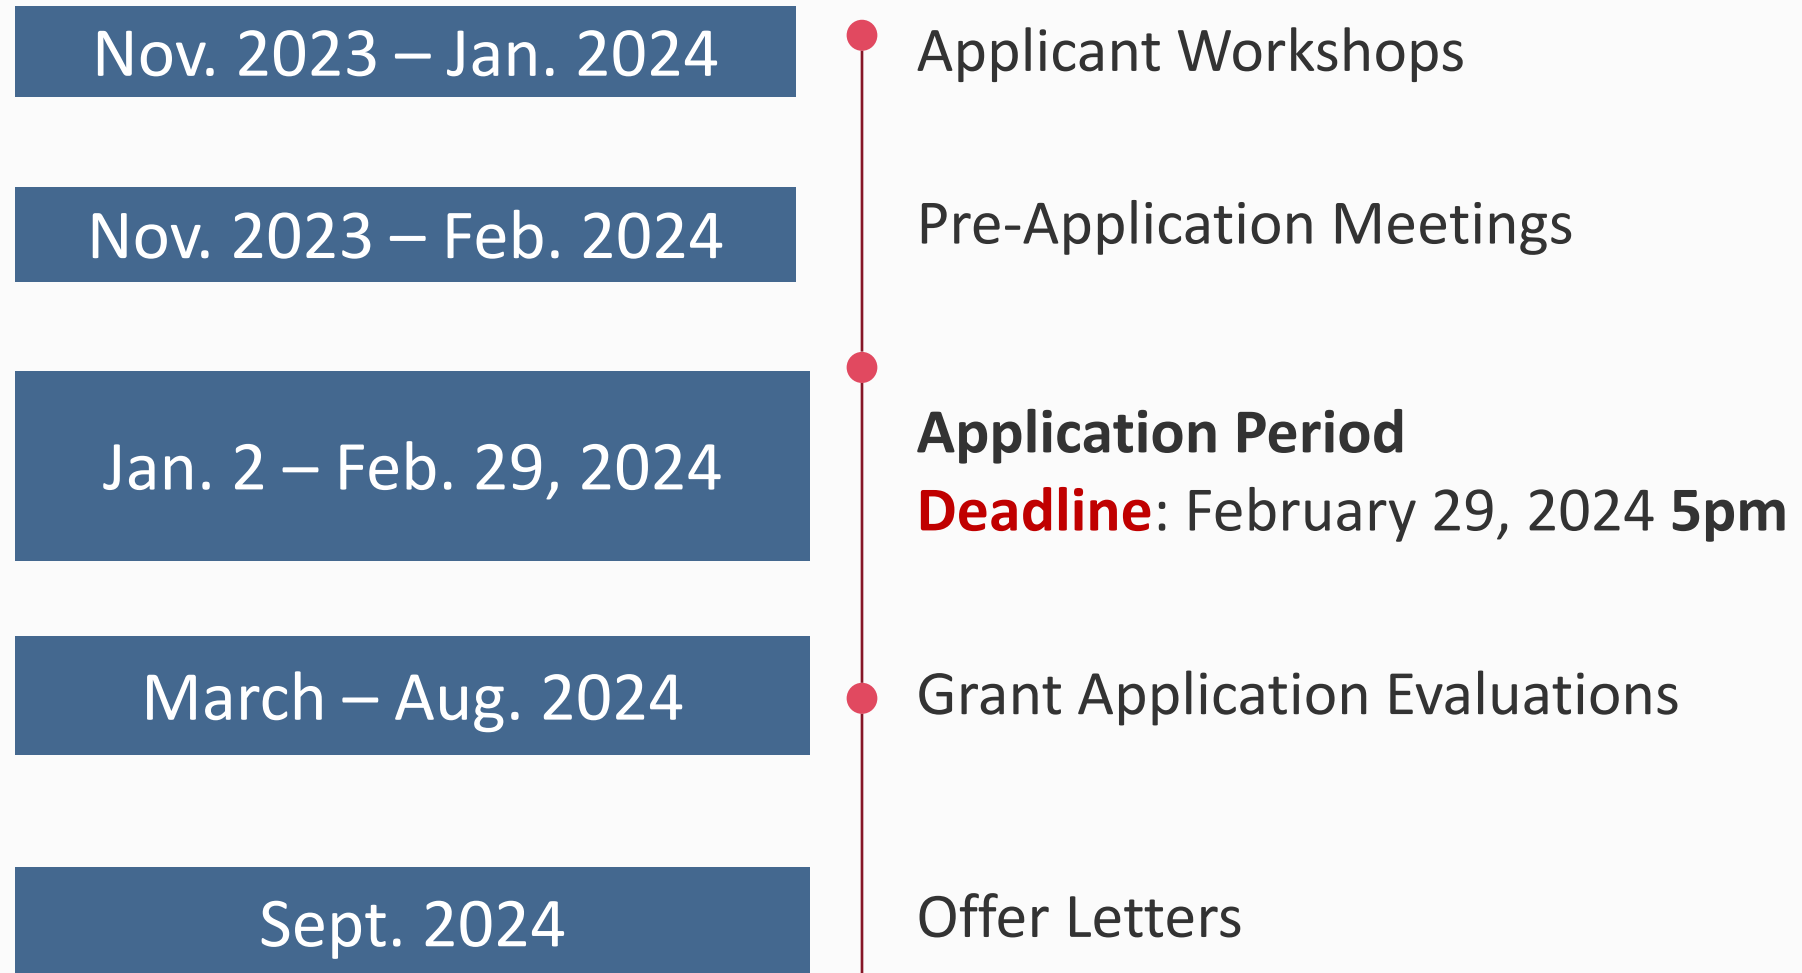 Nov. 2023 – Jan. 2024
Applicant Workshops
Nov. 2023 – Feb. 2024
Pre-Application Meetings
Jan. 2 – Feb. 29, 2024
Application Period
Deadline: February 29, 2024 5pm
March – Aug. 2024
Grant Application Evaluations
Sept. 2024
Offer Letters